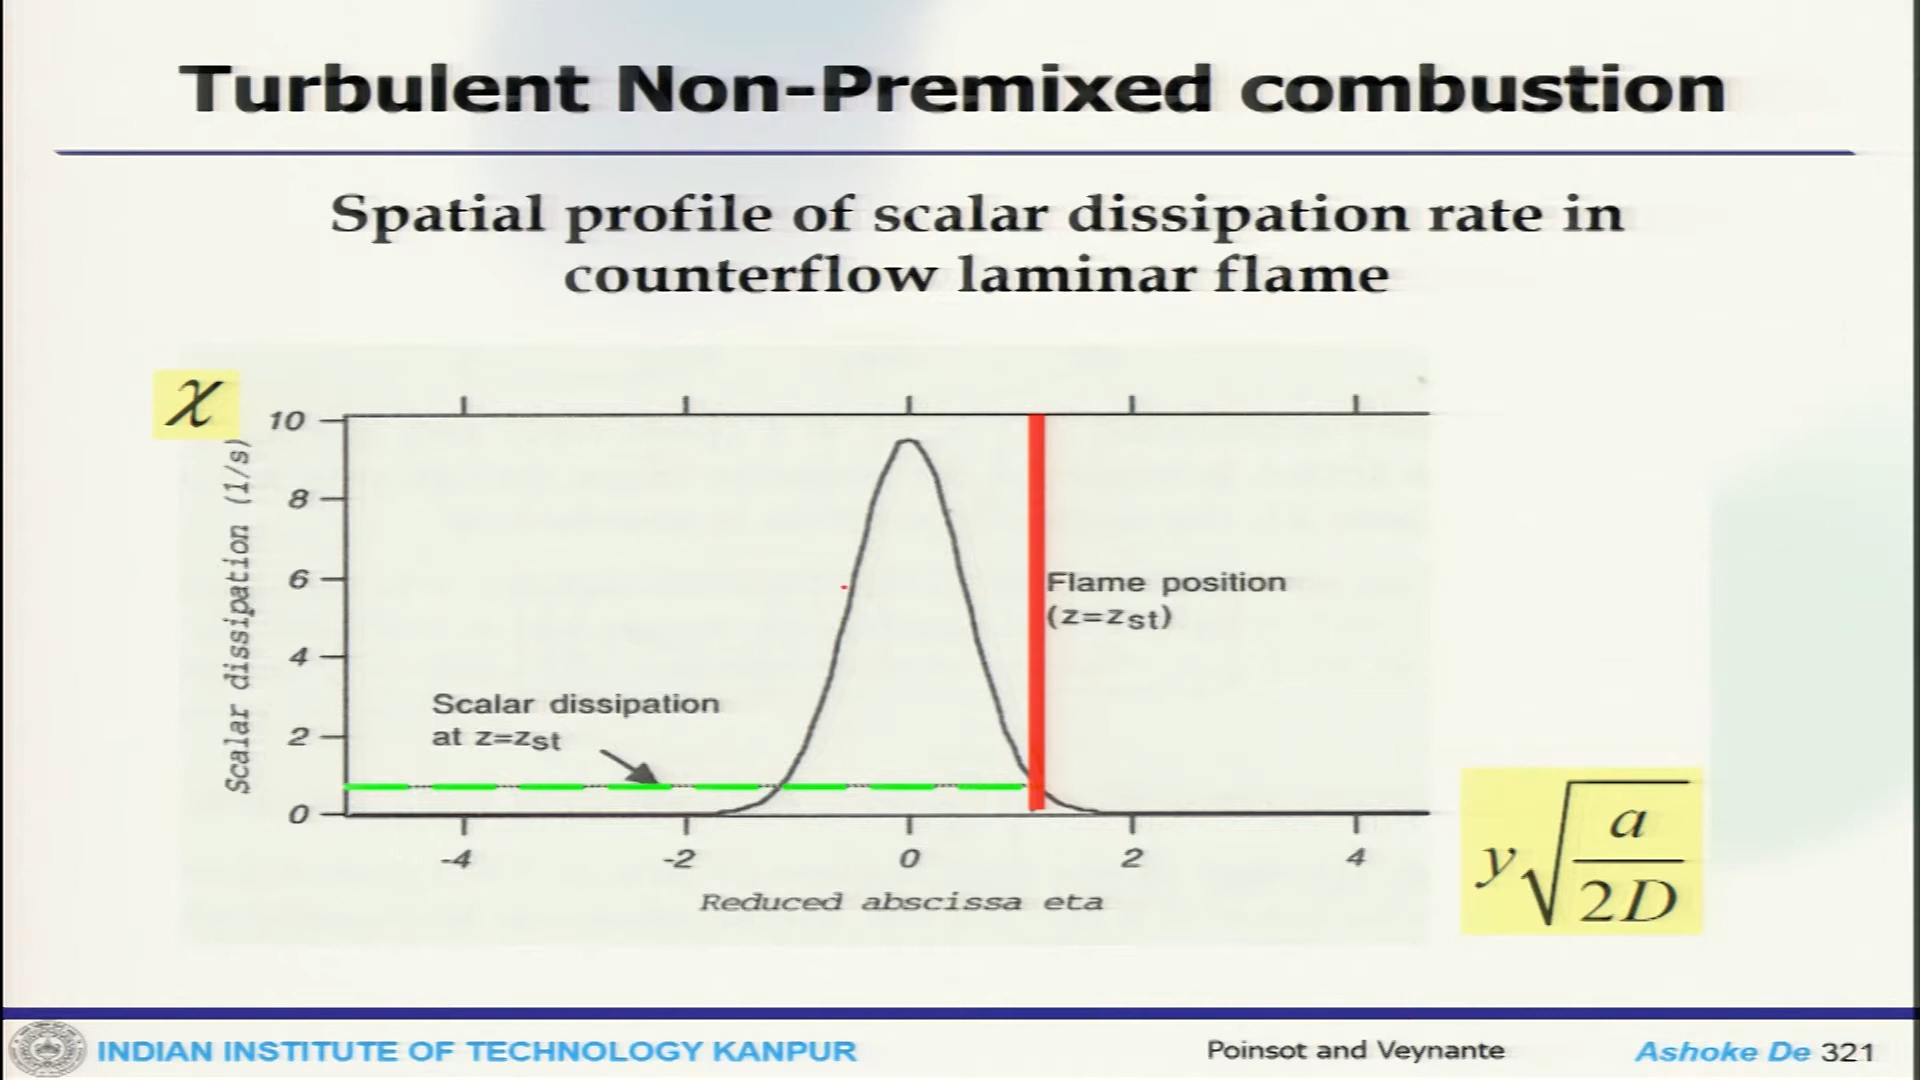 Turbulent Non-Premixed combustion
Spatial profile of scalar dissipation rate in
counterflow laminar flame
χ
Scalar dissipation (1/s)
10
8
6
4
2
0
Flame position
(z=zst)
Scalar dissipation
at z=zst
-4 -2 0 2 4
Reduced abscissa eta
y√(a/2D)
INDIAN INSTITUTE OF TECHNOLOGY KANPUR
Poinsot and Veynante
Ashoke De 321